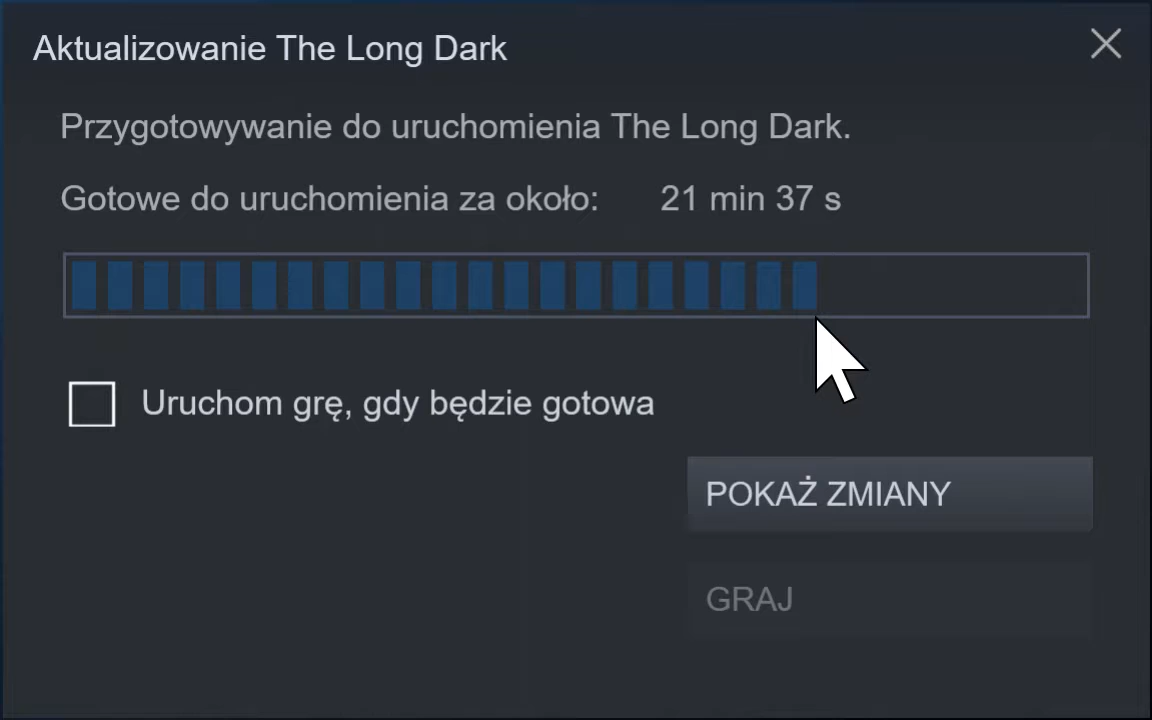 Aktualizowanie The Long Dark
Przygotowywanie do uruchomienia The Long Dark.
Gotowe do uruchomienia za około: 21 min 37 s
Uruchom grę, gdy będzie gotowa
POKAŻ ZMIANY
GRAJ